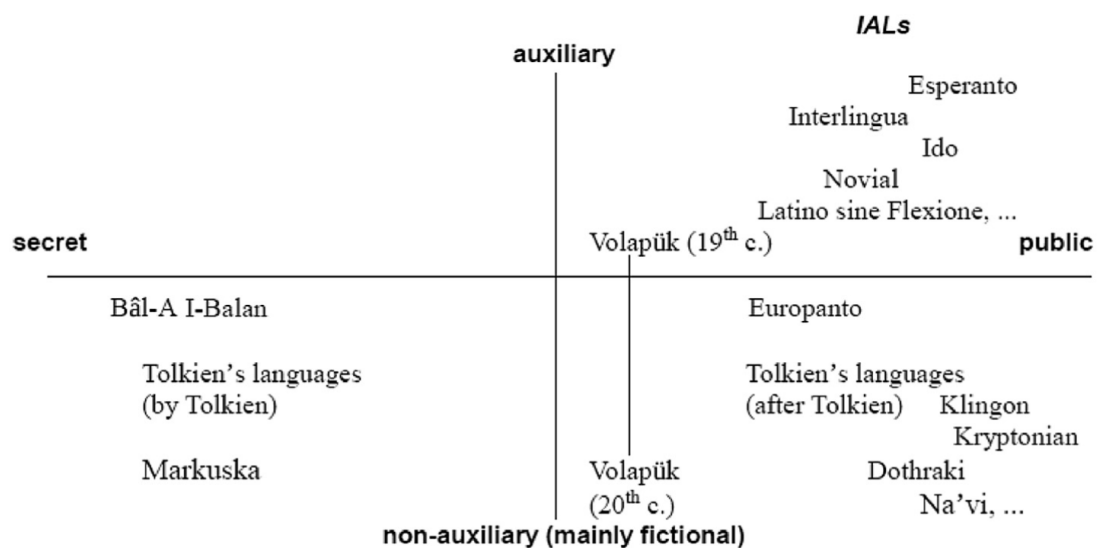 IALs
auxiliary
Esperanto
Interlingua
Ido
Novial
Latino sine Flexione, ...
secret
Volapük (19th c.)
public
Bâl-A I-Balan
Europanto
Tolkien’s languages
(by Tolkien)
Tolkien’s languages
(after Tolkien)
Klingon
Kryptonian
Markuska
Volapük
(20th c.)
Dothraki
Na’vi, ...
non-auxiliary (mainly fictional)